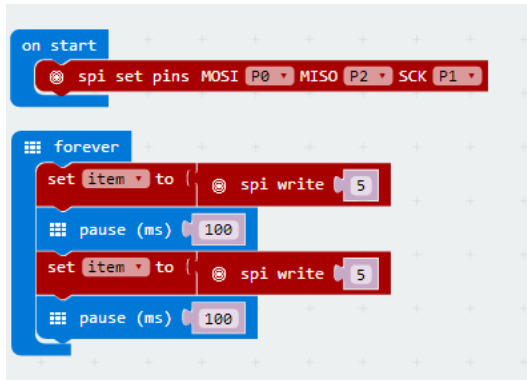 on start
spi set pins MOSI P0 MISO P2 SCK P1
forever
set item to spi write 5
pause (ms) 100
set item to spi write 5
pause (ms) 100